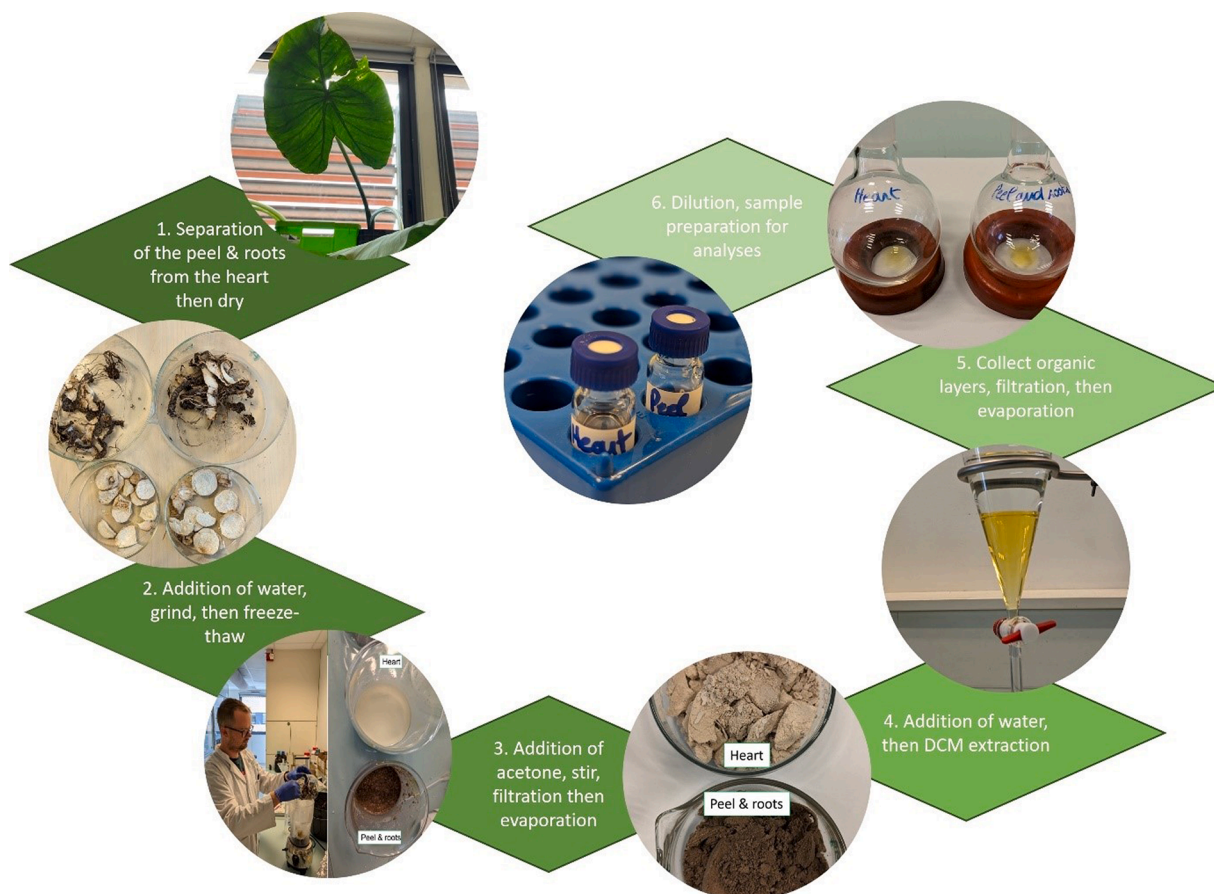 1. Separation
of the peel & roots
from the heart
then dry
2. Addition of water,
grind, then freeze-
thaw
Heart
Peel & roots
3. Addition of
acetone, stir,
filtration then
evaporation
Heart
Peel & roots
4. Addition of water,
then DCM extraction
5. Collect organic
layers, filtration, then
evaporation
Heart
Peel and roots
6. Dilution, sample
preparation for
analyses
Heart
Peel